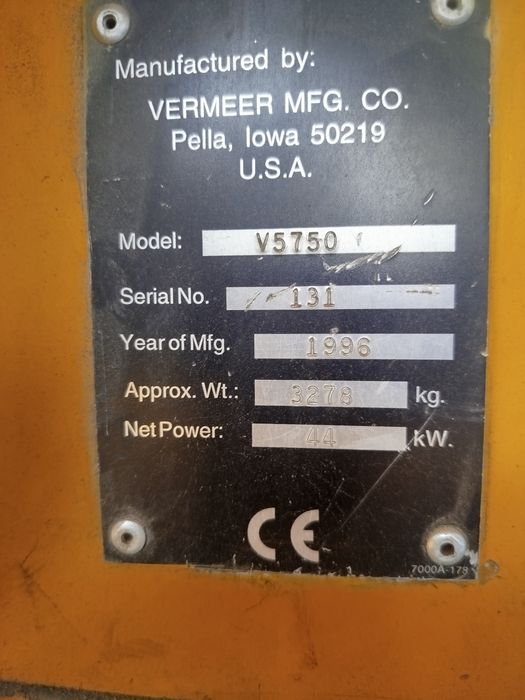 Manufactured by:
VERMEER MFG. CO.
Pella, Iowa 50219
U.S.A.
Model: V5750
Serial No. 131
Year of Mfg. 1996
Approx. Wt.: 3278 kg.
Net Power: 44 kW.
CE
7000A-178